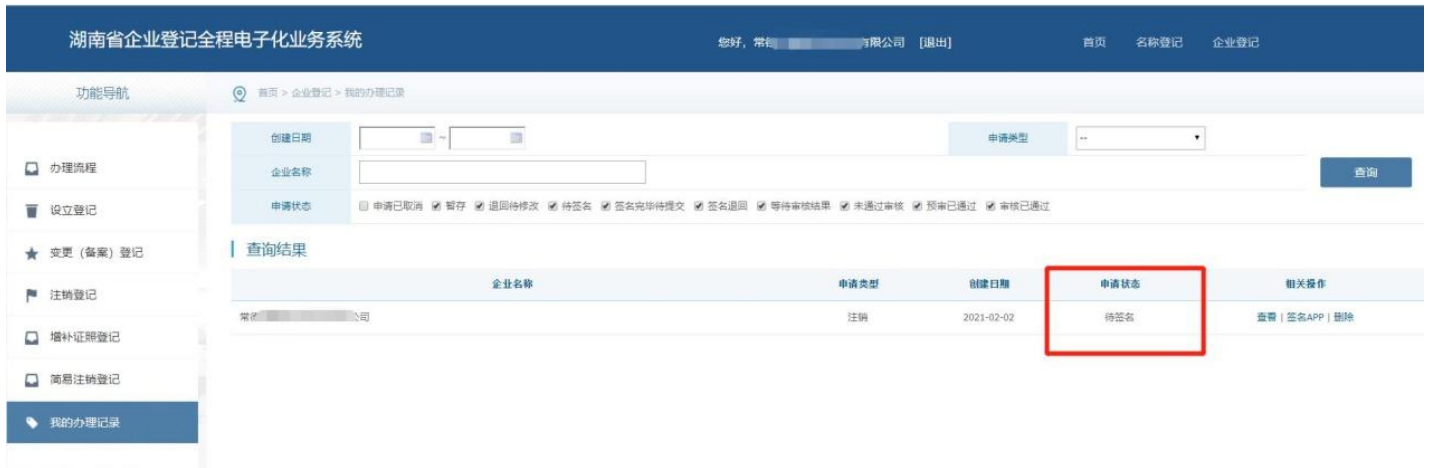 湖南省企业登记全程电子化业务系统
您好，常 有限公司 [退出]
首页 名称登记 企业登记
功能导航
首页 > 企业登记 > 我的办理记录
创建日期 ~ 申请类型 --
企业名称
查询
申请状态 申请已取消 暂存 退回待修改 待签名 签名完毕待提交 签名退回 等待审核结果 未通过审核 预审已通过 审核已通过
办理流程
设立登记
变更（备案）登记
注销登记
增补证照登记
简易注销登记
我的办理记录
查询结果
企业名称 申请类型 创建日期 申请状态 相关操作
常 公司 注销 2021-02-02 待签名 查看 | 签名APP | 删除